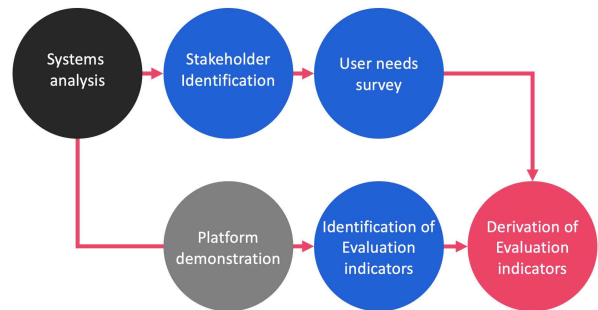 Systems
analysis
Stakeholder
Identification
User needs
survey
Platform
demonstration
Identification of
Evaluation
indicators
Derivation of
Evaluation
indicators